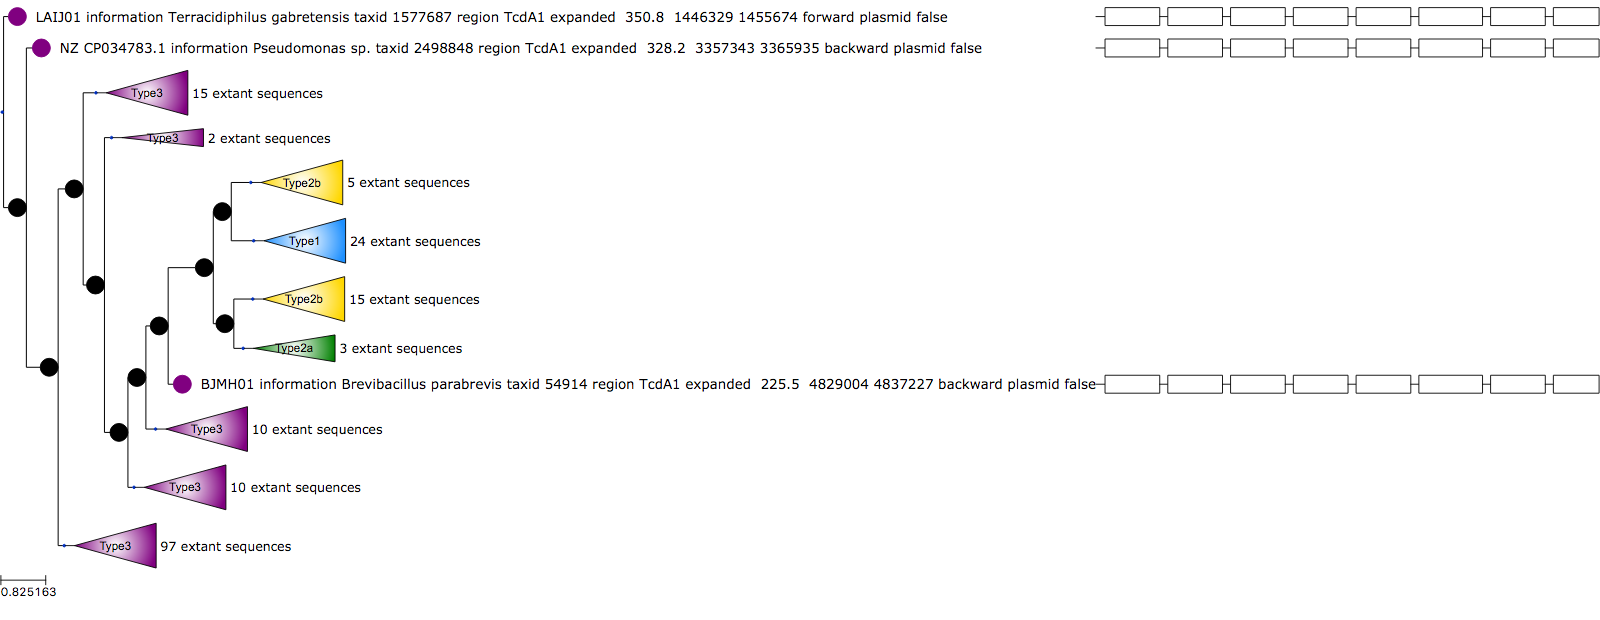 LAIJ01 information Terracidiphilus gabretensis taxid 1577687 region TcdA1 expanded 350.8 1446329 1455674 forward plasmid false
NZ CP034783.1 information Pseudomonas sp. taxid 2498848 region TcdA1 expanded 328.2 3357343 3365935 backward plasmid false
Type3 15 extant sequences
Type3 2 extant sequences
Type2b 5 extant sequences
Type1 24 extant sequences
Type2b 15 extant sequences
Type2a 3 extant sequences
BJMH01 information Brevibacillus parabrevis taxid 54914 region TcdA1 expanded 225.5 4829004 4837227 backward plasmid false
Type3 10 extant sequences
Type3 10 extant sequences
Type3 97 extant sequences
0.825163